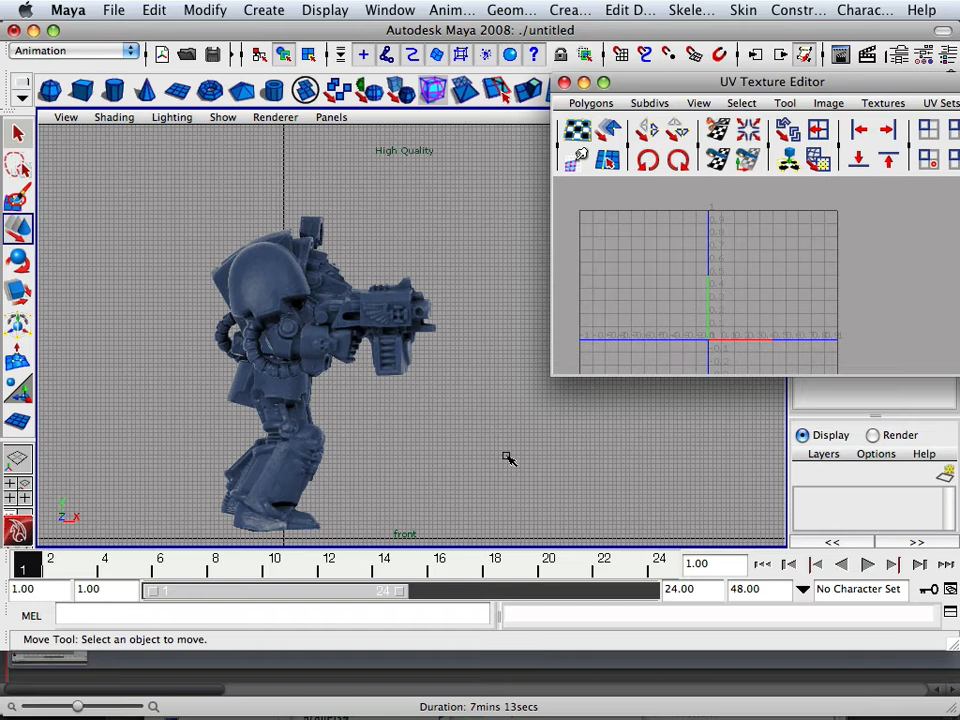 Maya File Edit Modify Create Display Window Anim... Geom... Crea... Edit D... Skele... Skin Constr... Charac... Help
Autodesk Maya 2008: ./untitled
Animation
UV Texture Editor
View Shading Lighting Show Renderer Panels
Polygons Subdivs View Select Tool Image Textures UV Sets
High Quality
front
Display Render
Layers Options Help
<< >>
1 2 4 6 8 10 12 14 16 18 20 22 24 1.00
1.00 1.00 1 24 24.00 48.00 No Character Set
MEL
Move Tool: Select an object to move.
Duration: 7mins 13secs